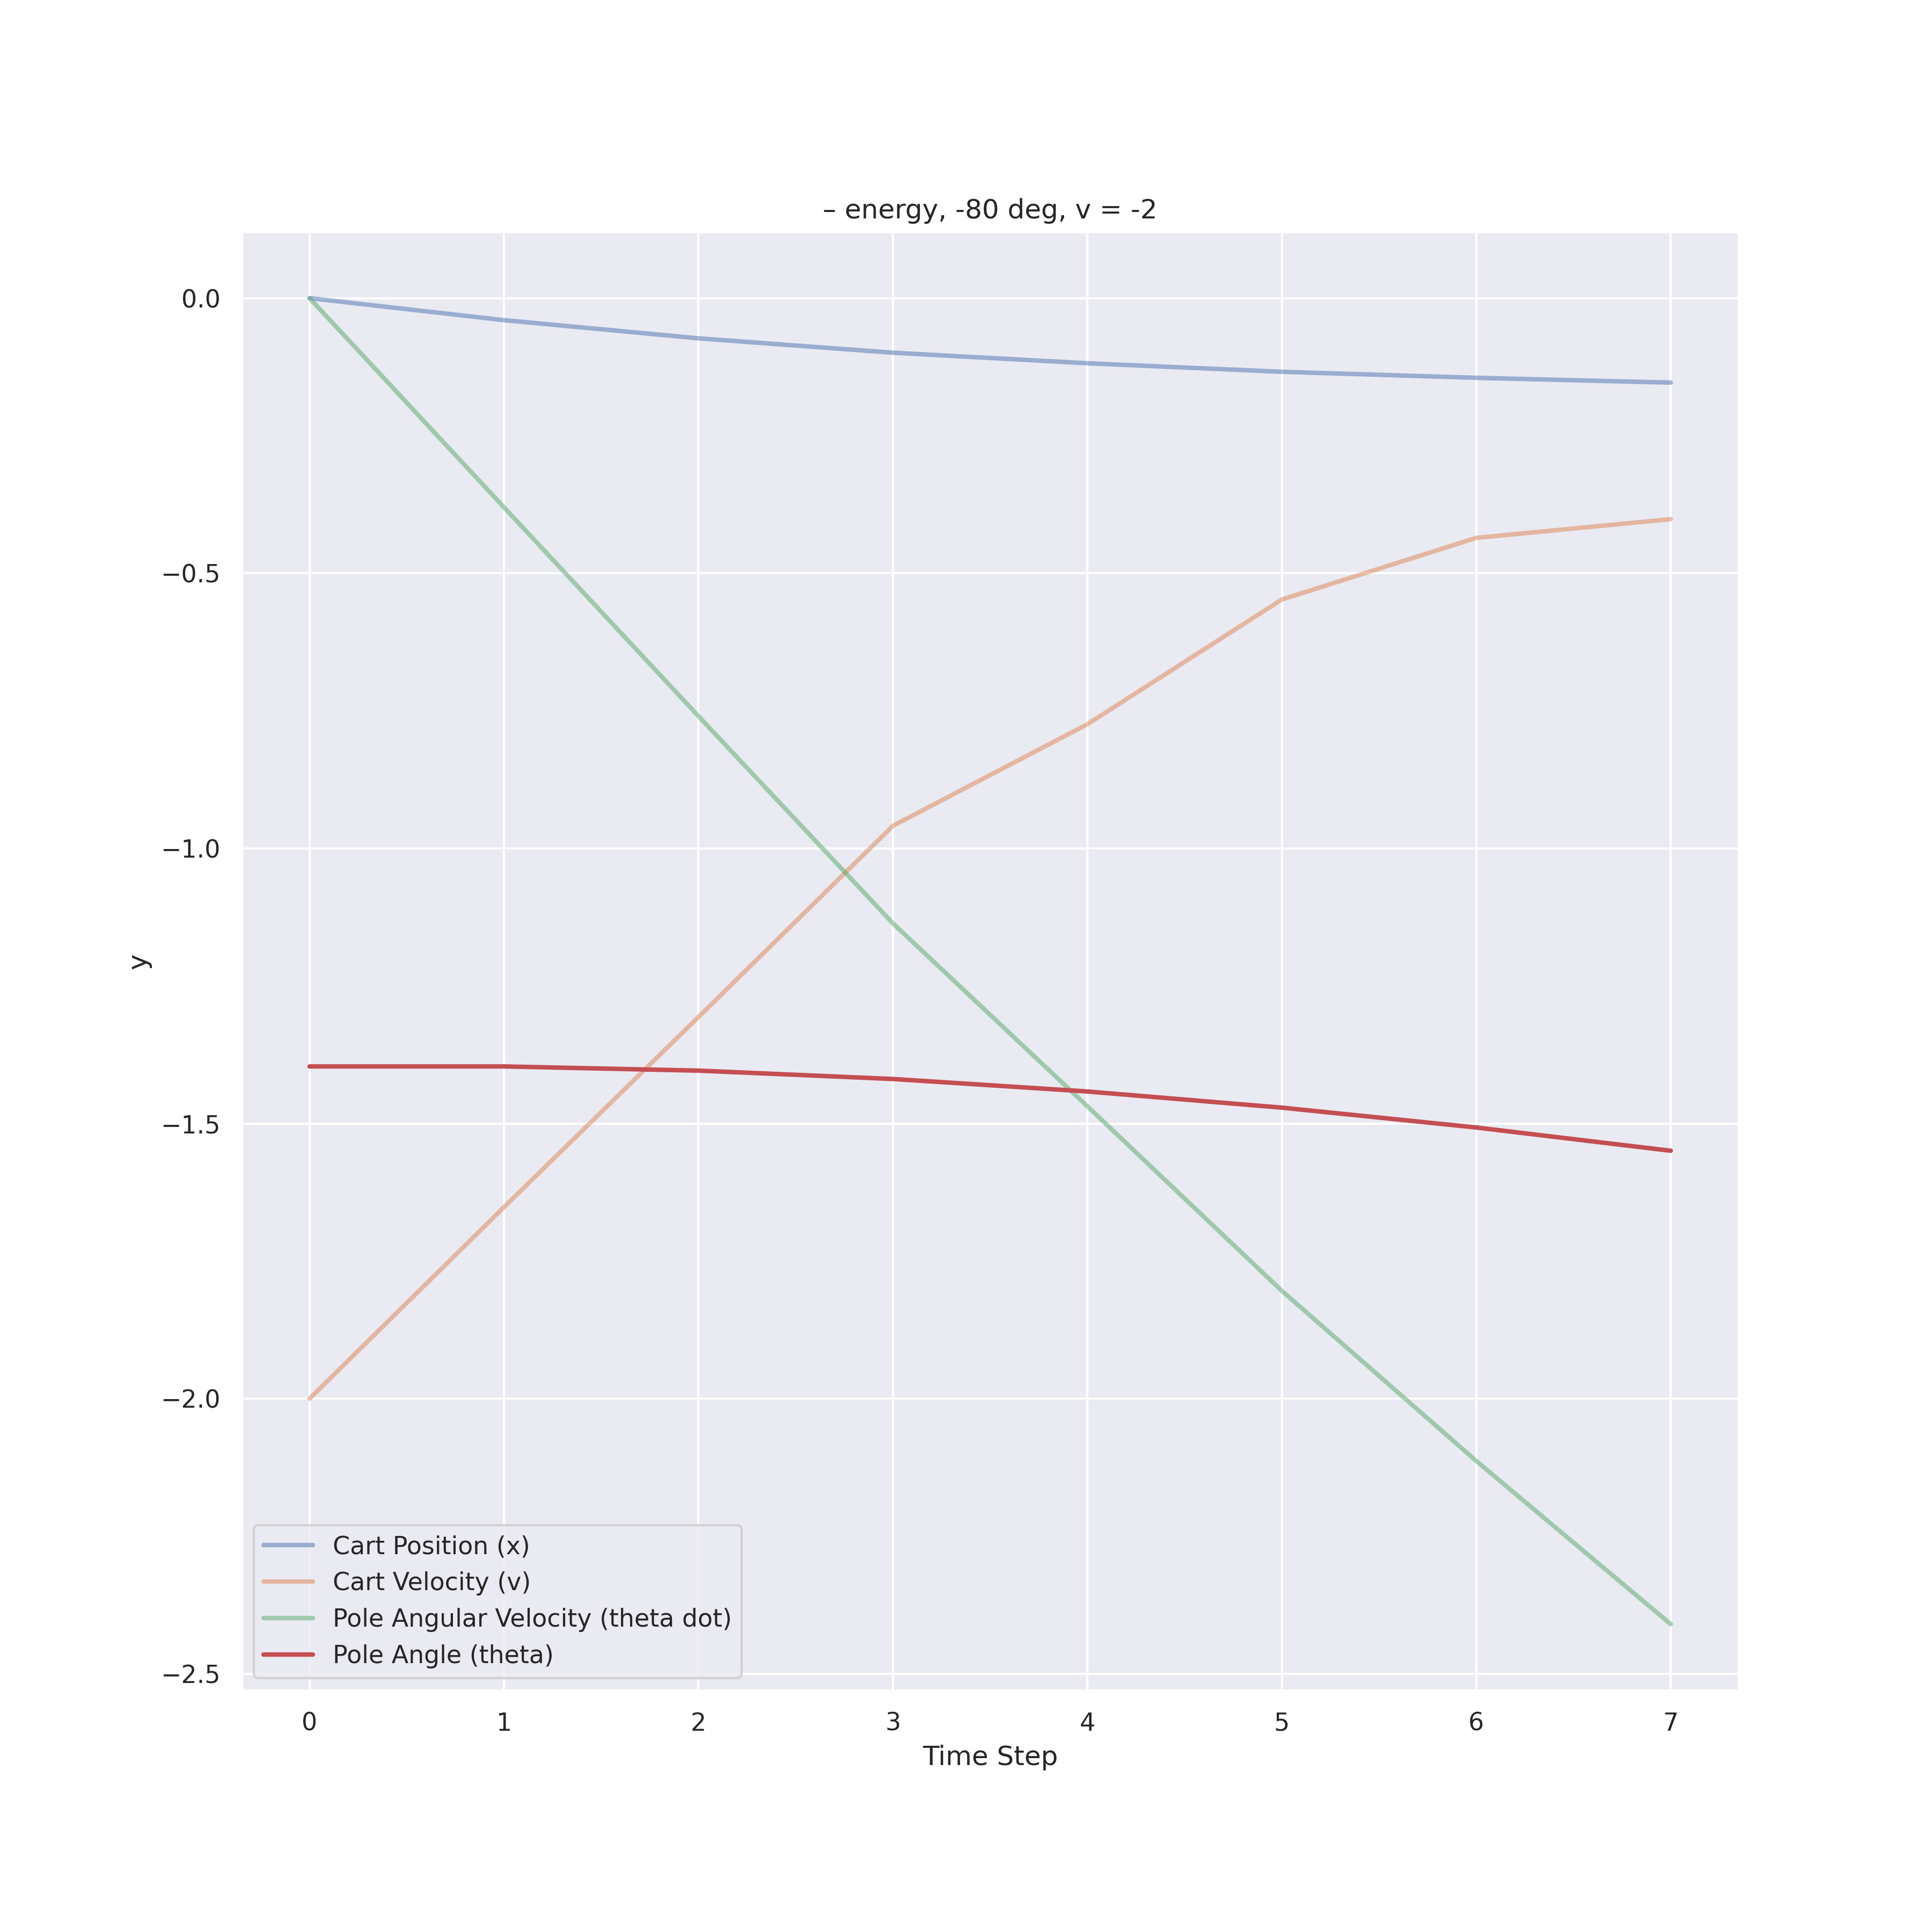 – energy, -80 deg, v = -2
0.0
−0.5
−1.0
−1.5
−2.0
−2.5
y
Cart Position (x)
Cart Velocity (v)
Pole Angular Velocity (theta dot)
Pole Angle (theta)
0 1 2 3 4 5 6 7
Time Step